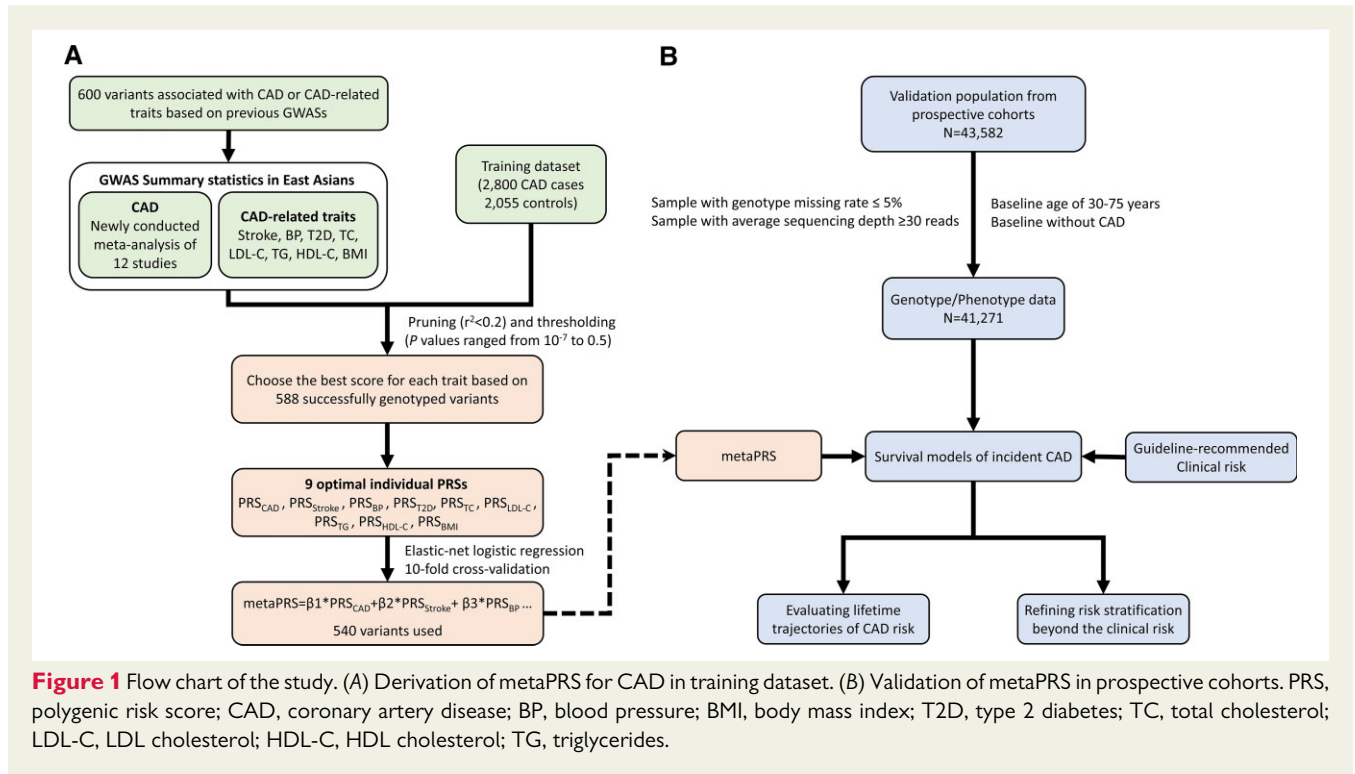 A
600 variants associated with CAD or CAD-related
traits based on previous GWASs
GWAS Summary statistics in East Asians
CAD
Newly conducted
meta-analysis of
12 studies
CAD-related traits
Stroke, BP, T2D, TC,
LDL-C, TG, HDL-C, BMI
Training dataset
(2,800 CAD cases
2,055 controls)
Pruning (r²<0.2) and thresholding
(P values ranged from 10⁻⁷ to 0.5)
Choose the best score for each trait based on
588 successfully genotyped variants
9 optimal individual PRSs
PRS_CAD, PRS_Stroke, PRS_BP, PRS_T2D, PRS_TC, PRS_LDL-C,
PRS_TG, PRS_HDL-C, PRS_BMI
Elastic-net logistic regression
10-fold cross-validation
metaPRS=β1*PRS_CAD+β2*PRS_Stroke+ β3*PRS_BP ...
540 variants used
B
Validation population from
prospective cohorts
N=43,582
Sample with genotype missing rate ≤ 5%
Sample with average sequencing depth ≥30 reads
Baseline age of 30-75 years
Baseline without CAD
Genotype/Phenotype data
N=41,271
metaPRS
Survival models of incident CAD
Guideline-recommended
Clinical risk
Evaluating lifetime
trajectories of CAD risk
Refining risk stratification
beyond the clinical risk
Figure 1 Flow chart of the study. (A) Derivation of metaPRS for CAD in training dataset. (B) Validation of metaPRS in prospective cohorts. PRS,
polygenic risk score; CAD, coronary artery disease; BP, blood pressure; BMI, body mass index; T2D, type 2 diabetes; TC, total cholesterol;
LDL-C, LDL cholesterol; HDL-C, HDL cholesterol; TG, triglycerides.